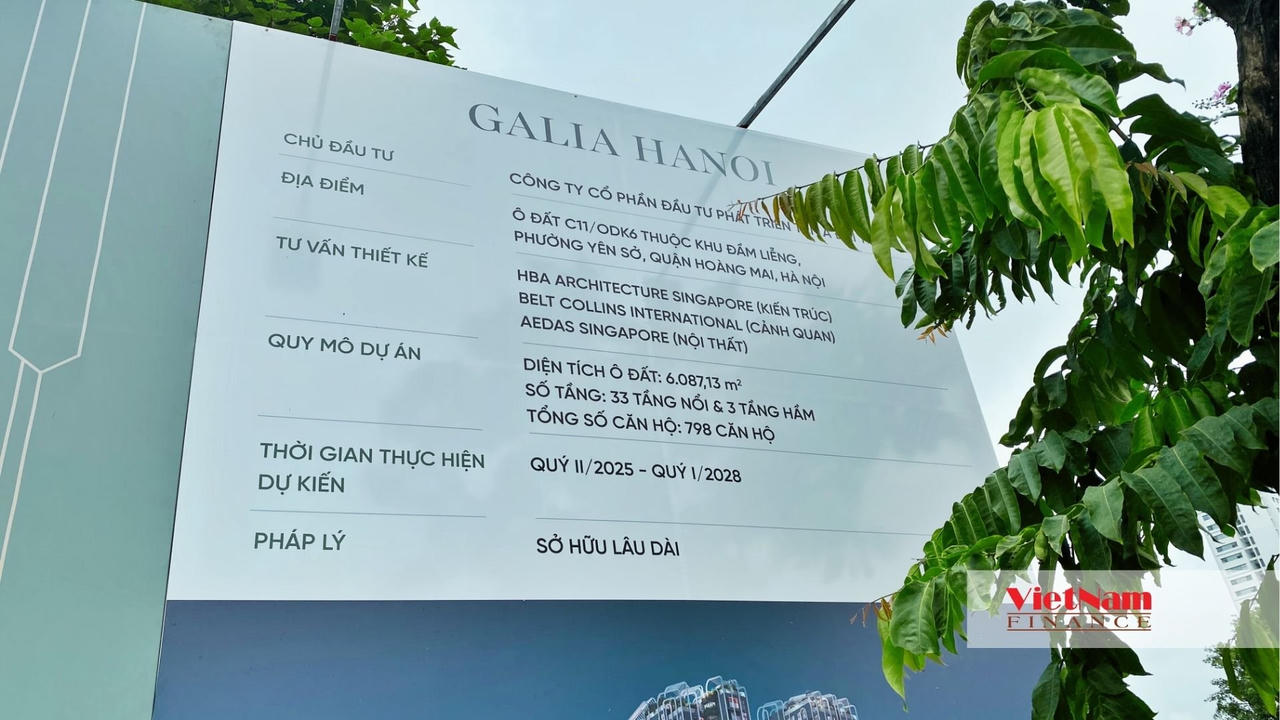 GALIA HANOI
CHỦ ĐẦU TƯ
CÔNG TY CỔ PHẦN ĐẦU TƯ PHÁT TRIỂN
ĐỊA ĐIỂM
Ô ĐẤT C11/ODK6 THUỘC KHU ĐẦM LIỄNG,
PHƯỜNG YÊN SỞ, QUẬN HOÀNG MAI, HÀ NỘI
TƯ VẤN THIẾT KẾ
HBA ARCHITECTURE SINGAPORE (KIẾN TRÚC)
BELT COLLINS INTERNATIONAL (CẢNH QUAN)
AEDAS SINGAPORE (NỘI THẤT)
QUY MÔ DỰ ÁN
DIỆN TÍCH Ô ĐẤT: 6.087,13 m²
SỐ TẦNG: 33 TẦNG NỔI & 3 TẦNG HẦM
TỔNG SỐ CĂN HỘ: 798 CĂN HỘ
THỜI GIAN THỰC HIỆN
DỰ KIẾN
QUÝ II/2025 - QUÝ I/2028
PHÁP LÝ
SỞ HỮU LÂU DÀI
VIETNAM
FINANCE